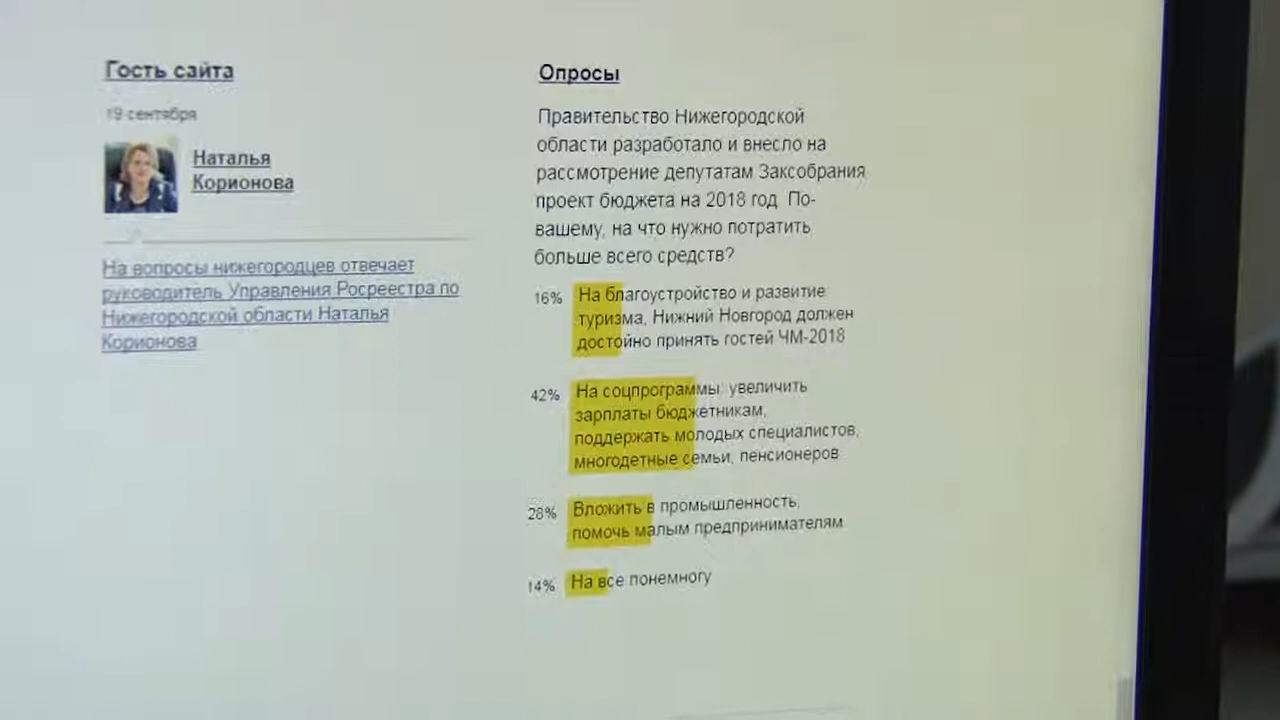 Гость сайта
19 сентября
Наталья
Корионова
На вопросы нижегородцев отвечает
руководитель Управления Росреестра по
Нижегородской области Наталья
Корионова
Опросы
Правительство Нижегородской
области разработало и внесло на
рассмотрение депутатам Заксобрания
проект бюджета на 2018 год. По-
вашему, на что нужно потратить
больше всего средств?
16% На благоустройство и развитие
туризма, Нижний Новгород должен
достойно принять гостей ЧМ-2018
42% На соцпрограммы: увеличить
зарплаты бюджетникам,
поддержать молодых специалистов,
многодетные семьи, пенсионеров
28% Вложить в промышленность,
помочь малым предпринимателям
14% На все понемногу